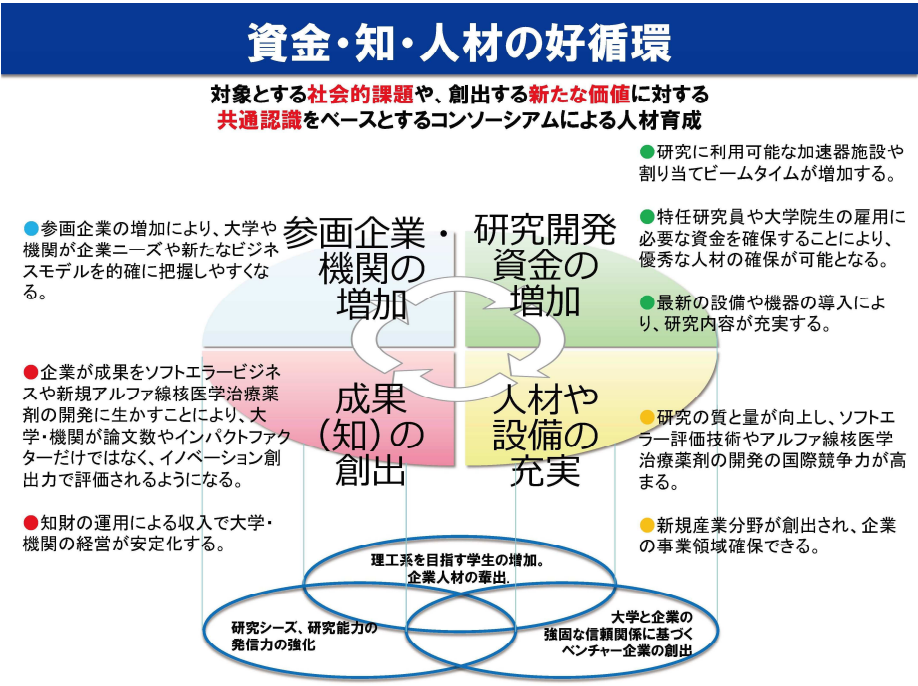 資金・知・人材の好循環
対象とする社会的課題や、創出する新たな価値に対する
共通認識をベースとするコンソーシアムによる人材育成
●参画企業の増加により、大学や
機関が企業ニーズや新たなビジネ
スモデルを的確に把握しやすくな
る。
参画企業・
機関の
増加
研究開発
資金の
増加
●研究に利用可能な加速器施設や
割り当てビームタイムが増加する。
●特任研究員や大学院生の雇用に
必要な資金を確保することにより、
優秀な人材の確保が可能となる。
●最新の設備や機器の導入によ
り、研究内容が充実する。
●企業が成果をソフトエラービジネ
スや新規アルファ線核医学治療薬
剤の開発に生かすことにより、大
学・機関が論文数やインパクトファク
ターだけではなく、イノベーション創
出力で評価されるようになる。
●知財の運用による収入で大学・
機関の経営が安定化する。
成果
（知）の
創出
人材や
設備の
充実
●研究の質と量が向上し、ソフトエ
ラー評価技術やアルファ線核医学
治療薬剤の開発の国際競争力が高
まる。
●新規産業分野が創出され、企業
の事業領域確保できる。
理工系を目指す学生の増加。
企業人材の輩出.
研究シーズ、研究能力の
発信力の強化
大学と企業の
強固な信頼関係に基づく
ベンチャー企業の創出